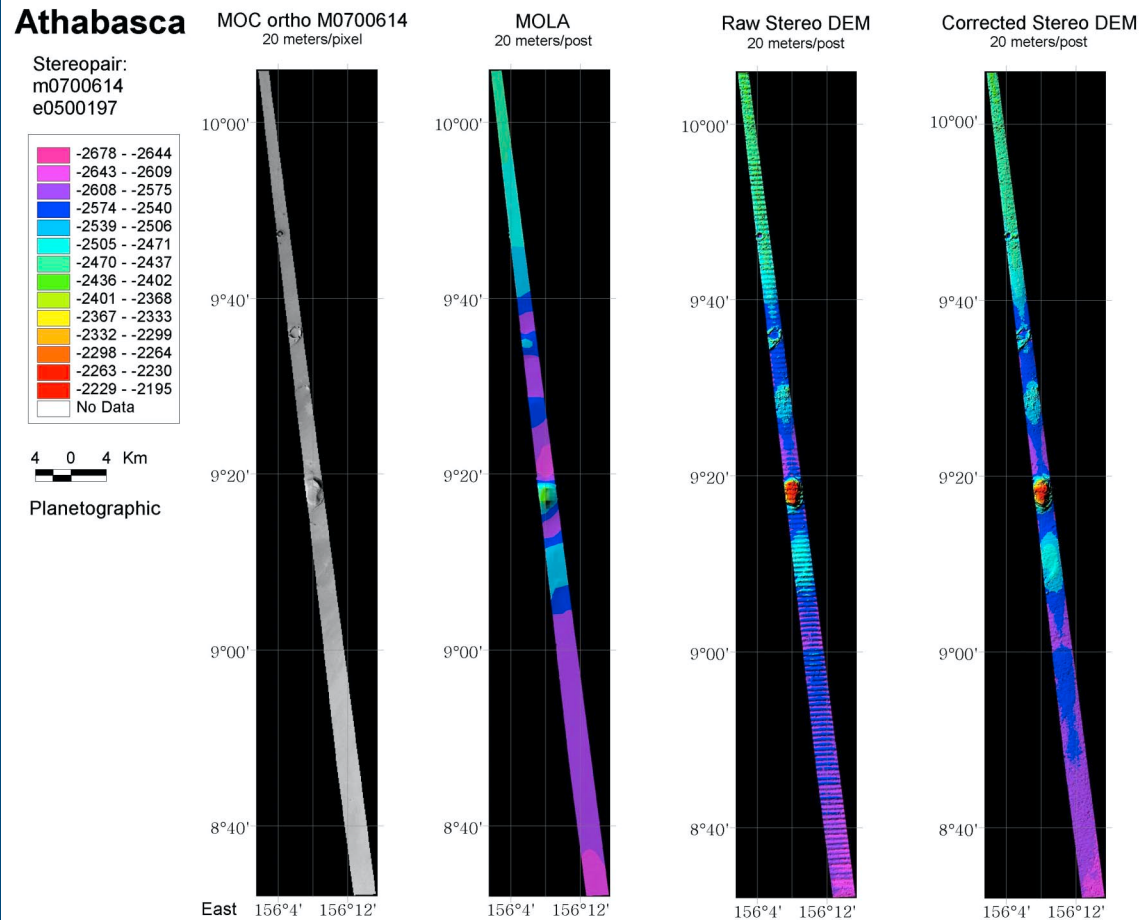 Athabasca
Stereopair:
m0700614
e0500197
-2678 - -2644
-2643 - -2609
-2608 - -2575
-2574 - -2540
-2539 - -2506
-2505 - -2471
-2470 - -2437
-2436 - -2402
-2401 - -2368
-2367 - -2333
-2332 - -2299
-2298 - -2264
-2263 - -2230
-2229 - -2195
No Data
4 0 4 Km
Planetographic
MOC ortho M0700614
20 meters/pixel
10°00'
9°40'
9°20'
9°00'
8°40'
East 156°4' 156°12'
MOLA
20 meters/post
10°00'
9°40'
9°20'
9°00'
8°40'
156°4' 156°12'
Raw Stereo DEM
20 meters/post
10°00'
9°40'
9°20'
9°00'
8°40'
156°4' 156°12'
Corrected Stereo DEM
20 meters/post
10°00'
9°40'
9°20'
9°00'
8°40'
156°4' 156°12'